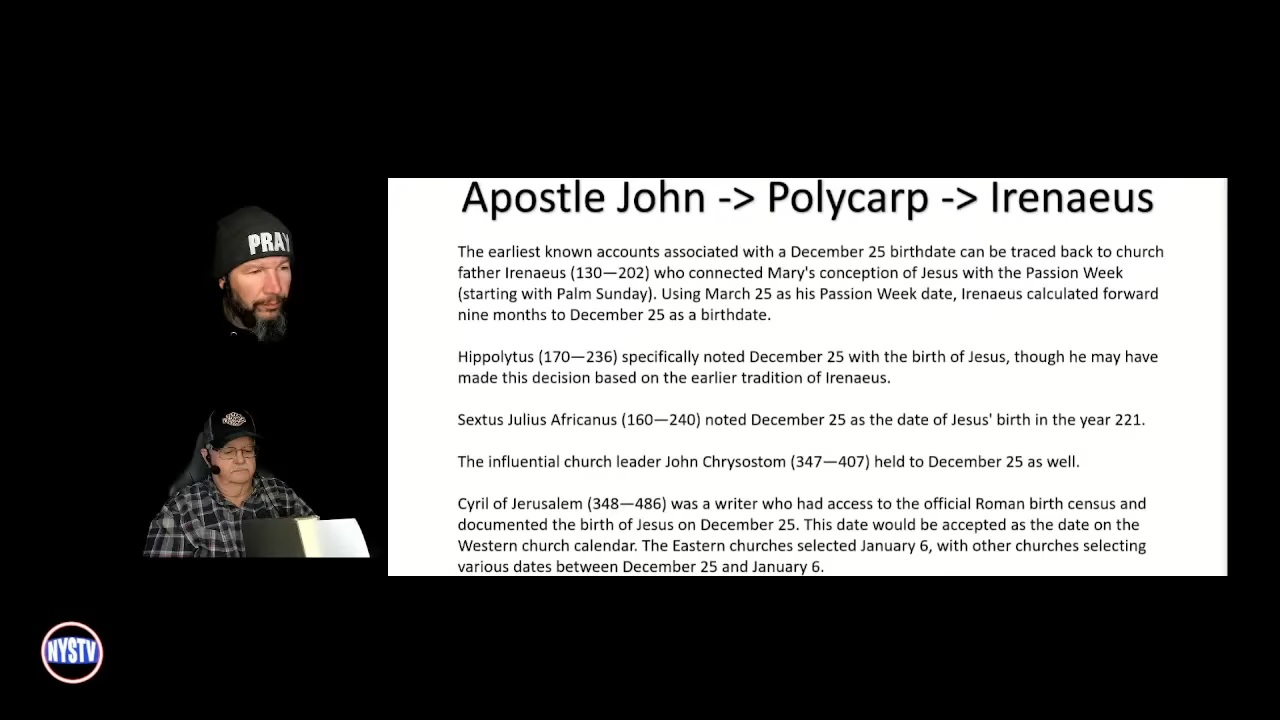 Apostle John -> Polycarp -> Irenaeus
The earliest known accounts associated with a December 25 birthdate can be traced back to church
father Irenaeus (130—202) who connected Mary's conception of Jesus with the Passion Week
(starting with Palm Sunday). Using March 25 as his Passion Week date, Irenaeus calculated forward
nine months to December 25 as a birthdate.
Hippolytus (170—236) specifically noted December 25 with the birth of Jesus, though he may have
made this decision based on the earlier tradition of Irenaeus.
Sextus Julius Africanus (160—240) noted December 25 as the date of Jesus' birth in the year 221.
The influential church leader John Chrysostom (347—407) held to December 25 as well.
Cyril of Jerusalem (348—486) was a writer who had access to the official Roman birth census and
documented the birth of Jesus on December 25. This date would be accepted as the date on the
Western church calendar. The Eastern churches selected January 6, with other churches selecting
various dates between December 25 and January 6.
PRAY
NYSTV